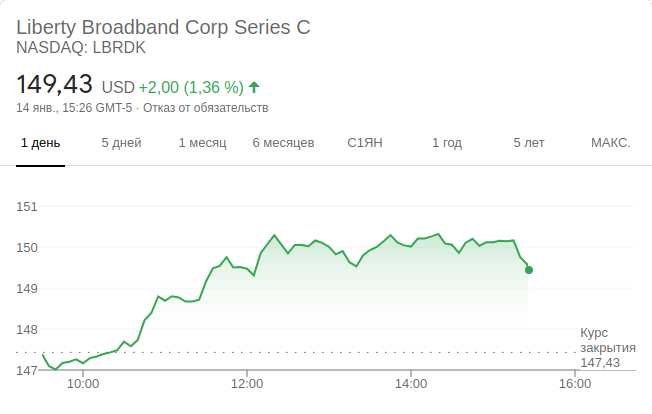 Liberty Broadband Corp Series C
NASDAQ: LBRDK
149,43 USD +2,00 (1,36 %)
14 янв., 15:26 GMT-5 · Отказ от обязательств
1 день 5 дней 1 месяц 6 месяцев С1ЯН 1 год 5 лет МАКС.
151
150
149
148
147
Курс
закрытия
147,43
10:00 12:00 14:00 16:00